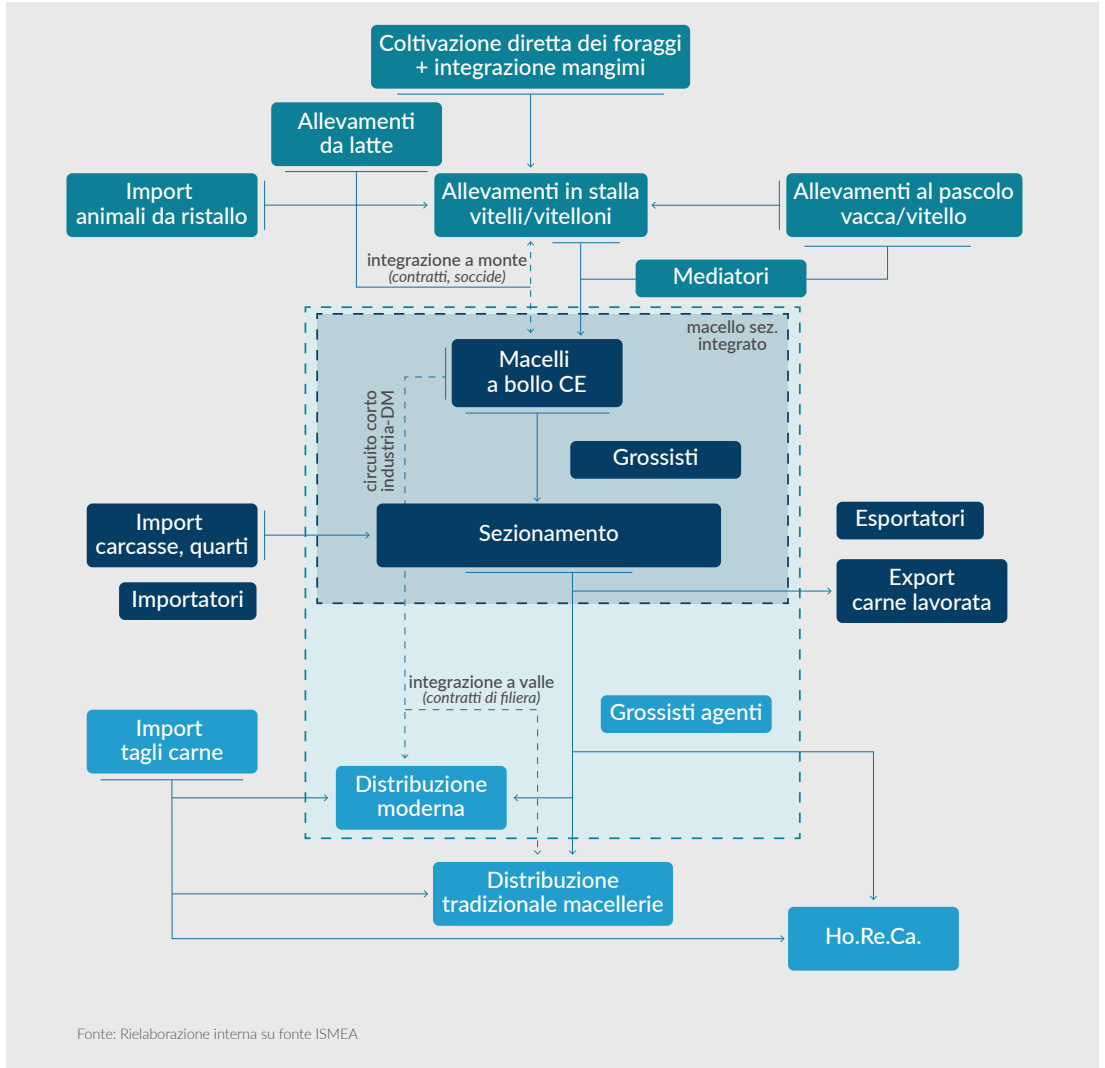 Coltivazione diretta dei foraggi
+ integrazione mangimi
Allevamenti
da latte
Import
animali da ristallo
Allevamenti in stalla
vitelli/vitelloni
Allevamenti al pascolo
vacca/vitello
integrazione a monte
(contratti, soccide)
Mediatori
macello sez.
integrato
Macelli
a bollo CE
circuito corto
industria-DM
Grossisti
Import
carcasse, quarti
Sezionamento
Esportatori
Importatori
Export
carne lavorata
integrazione a valle
(contratti di filiera)
Grossisti agenti
Import
tagli carne
Distribuzione
moderna
Distribuzione
tradizionale macellerie
Ho.Re.Ca.
Fonte: Rielaborazione interna su fonte ISMEA